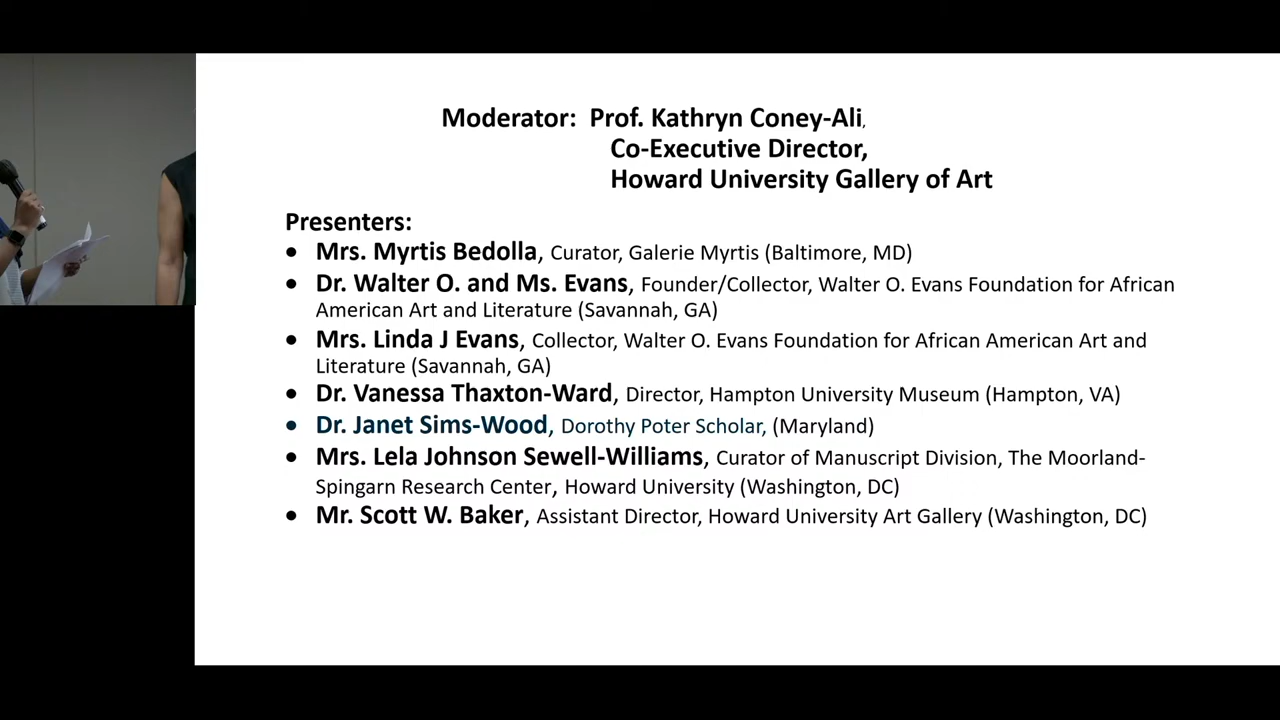 Moderator: Prof. Kathryn Coney-Ali,
Co-Executive Director,
Howard University Gallery of Art
Presenters:
• Mrs. Myrtis Bedolla, Curator, Galerie Myrtis (Baltimore, MD)
• Dr. Walter O. and Ms. Evans, Founder/Collector, Walter O. Evans Foundation for African
American Art and Literature (Savannah, GA)
• Mrs. Linda J Evans, Collector, Walter O. Evans Foundation for African American Art and
Literature (Savannah, GA)
• Dr. Vanessa Thaxton-Ward, Director, Hampton University Museum (Hampton, VA)
• Dr. Janet Sims-Wood, Dorothy Poter Scholar, (Maryland)
• Mrs. Lela Johnson Sewell-Williams, Curator of Manuscript Division, The Moorland-
Spingarn Research Center, Howard University (Washington, DC)
• Mr. Scott W. Baker, Assistant Director, Howard University Art Gallery (Washington, DC)